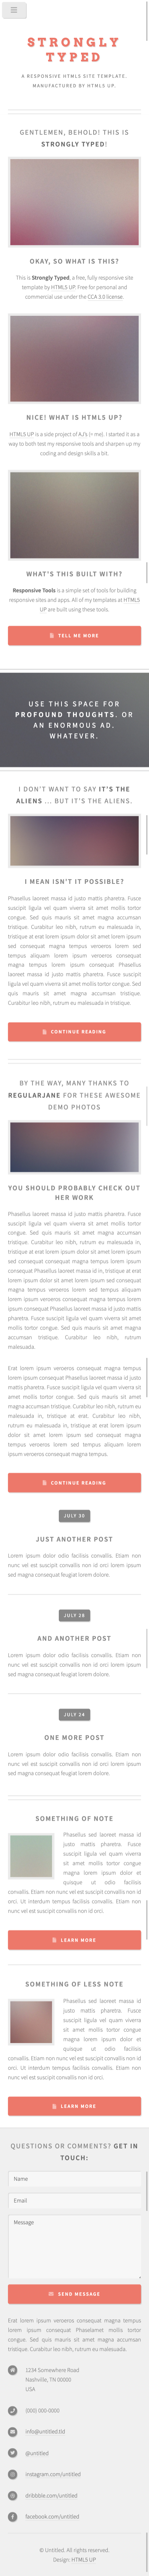 STRONGLY
TYPED
A RESPONSIVE HTML5 SITE TEMPLATE.
MANUFACTURED BY HTML5 UP.
GENTLEMEN, BEHOLD! THIS IS
STRONGLY TYPED!
OKAY, SO WHAT IS THIS?
This is Strongly Typed, a free, fully responsive site
template by HTML5 UP. Free for personal and
commercial use under the CCA 3.0 license.
NICE! WHAT IS HTML5 UP?
HTML5 UP is a side project of AJ's (= me). I started it as a
way to both test my responsive tools and sharpen up my
coding and design skills a bit.
WHAT'S THIS BUILT WITH?
Responsive Tools is a simple set of tools for building
responsive sites and apps. All of my templates at HTML5
UP are built using these tools.
TELL ME MORE
USE THIS SPACE FOR
PROFOUND THOUGHTS. OR
AN ENORMOUS AD.
WHATEVER.
I DON'T WANT TO SAY IT'S THE
ALIENS ... BUT IT'S THE ALIENS.
I MEAN ISN'T IT POSSIBLE?
Phasellus laoreet massa id justo mattis pharetra. Fusce
suscipit ligula vel quam viverra sit amet mollis tortor
congue. Sed quis mauris sit amet magna accumsan
tristique. Curabitur leo nibh, rutrum eu malesuada in,
tristique at erat lorem ipsum dolor sit amet lorem ipsum
sed consequat magna tempus veroeros lorem sed
tempus aliquam lorem ipsum veroeros consequat
magna tempus lorem ipsum consequat Phasellus
laoreet massa id justo mattis pharetra. Fusce suscipit
ligula vel quam viverra sit amet mollis tortor congue. Sed
quis mauris sit amet magna accumsan tristique.
Curabitur leo nibh, rutrum eu malesuada in tristique.
CONTINUE READING
BY THE WAY, MANY THANKS TO
REGULARJANE FOR THESE AWESOME
DEMO PHOTOS
YOU SHOULD PROBABLY CHECK OUT
HER WORK
Phasellus laoreet massa id justo mattis pharetra. Fusce
suscipit ligula vel quam viverra sit amet mollis tortor
congue. Sed quis mauris sit amet magna accumsan
tristique. Curabitur leo nibh, rutrum eu malesuada in,
tristique at erat lorem ipsum dolor sit amet lorem ipsum
sed consequat consequat magna tempus lorem ipsum
consequat Phasellus laoreet massa id in, tristique at erat
lorem ipsum dolor sit amet lorem ipsum sed consequat
magna tempus veroeros lorem sed tempus aliquam
lorem ipsum veroeros consequat magna tempus lorem
ipsum consequat Phasellus laoreet massa id justo mattis
pharetra. Fusce suscipit ligula vel quam viverra sit amet
mollis tortor congue. Sed quis mauris sit amet magna
accumsan tristique. Curabitur leo nibh, rutrum eu
malesuada.
Erat lorem ipsum veroeros consequat magna tempus
lorem ipsum consequat Phasellus laoreet massa id justo
mattis pharetra. Fusce suscipit ligula vel quam viverra sit
amet mollis tortor congue. Sed quis mauris sit amet
magna accumsan tristique. Curabitur leo nibh, rutrum eu
malesuada in, tristique at erat. Curabitur leo nibh,
rutrum eu malesuada in, tristique at erat lorem ipsum
dolor sit amet lorem ipsum sed consequat magna
tempus veroeros lorem sed tempus aliquam lorem
ipsum veroeros consequat magna tempus.
CONTINUE READING
JULY 30
JUST ANOTHER POST
Lorem ipsum dolor odio facilisis convallis. Etiam non
nunc vel est suscipit convallis non id orci lorem ipsum
sed magna consequat feugiat lorem dolore.
JULY 28
AND ANOTHER POST
Lorem ipsum dolor odio facilisis convallis. Etiam non
nunc vel est suscipit convallis non id orci lorem ipsum
sed magna consequat feugiat lorem dolore.
JULY 24
ONE MORE POST
Lorem ipsum dolor odio facilisis convallis. Etiam non
nunc vel est suscipit convallis non id orci lorem ipsum
sed magna consequat feugiat lorem dolore.
SOMETHING OF NOTE
Phasellus sed laoreet massa id
justo mattis pharetra. Fusce
suscipit ligula vel quam viverra
sit amet mollis tortor congue
magna lorem ipsum dolor et
quisque ut odio facilisis
convallis. Etiam non nunc vel est suscipit convallis non id
orci. Ut interdum tempus facilisis convallis. Etiam non
nunc vel est suscipit convallis non id orci.
LEARN MORE
SOMETHING OF LESS NOTE
Phasellus sed laoreet massa id
justo mattis pharetra. Fusce
suscipit ligula vel quam viverra
sit amet mollis tortor congue
magna lorem ipsum dolor et
quisque ut odio facilisis
convallis. Etiam non nunc vel est suscipit convallis non id
orci. Ut interdum tempus facilisis convallis. Etiam non
nunc vel est suscipit convallis non id orci.
LEARN MORE
QUESTIONS OR COMMENTS? GET IN
TOUCH:
Name
Email
Message
SEND MESSAGE
Erat lorem ipsum veroeros consequat magna tempus
lorem ipsum consequat Phaselamet mollis tortor
congue. Sed quis mauris sit amet magna accumsan
tristique. Curabitur leo nibh, rutrum eu malesuada.
1234 Somewhere Road
Nashville, TN 00000
USA
(000) 000-0000
info@untitled.tld
@untitled
instagram.com/untitled
dribbble.com/untitled
facebook.com/untitled
© Untitled. All rights reserved.
Design: HTML5 UP